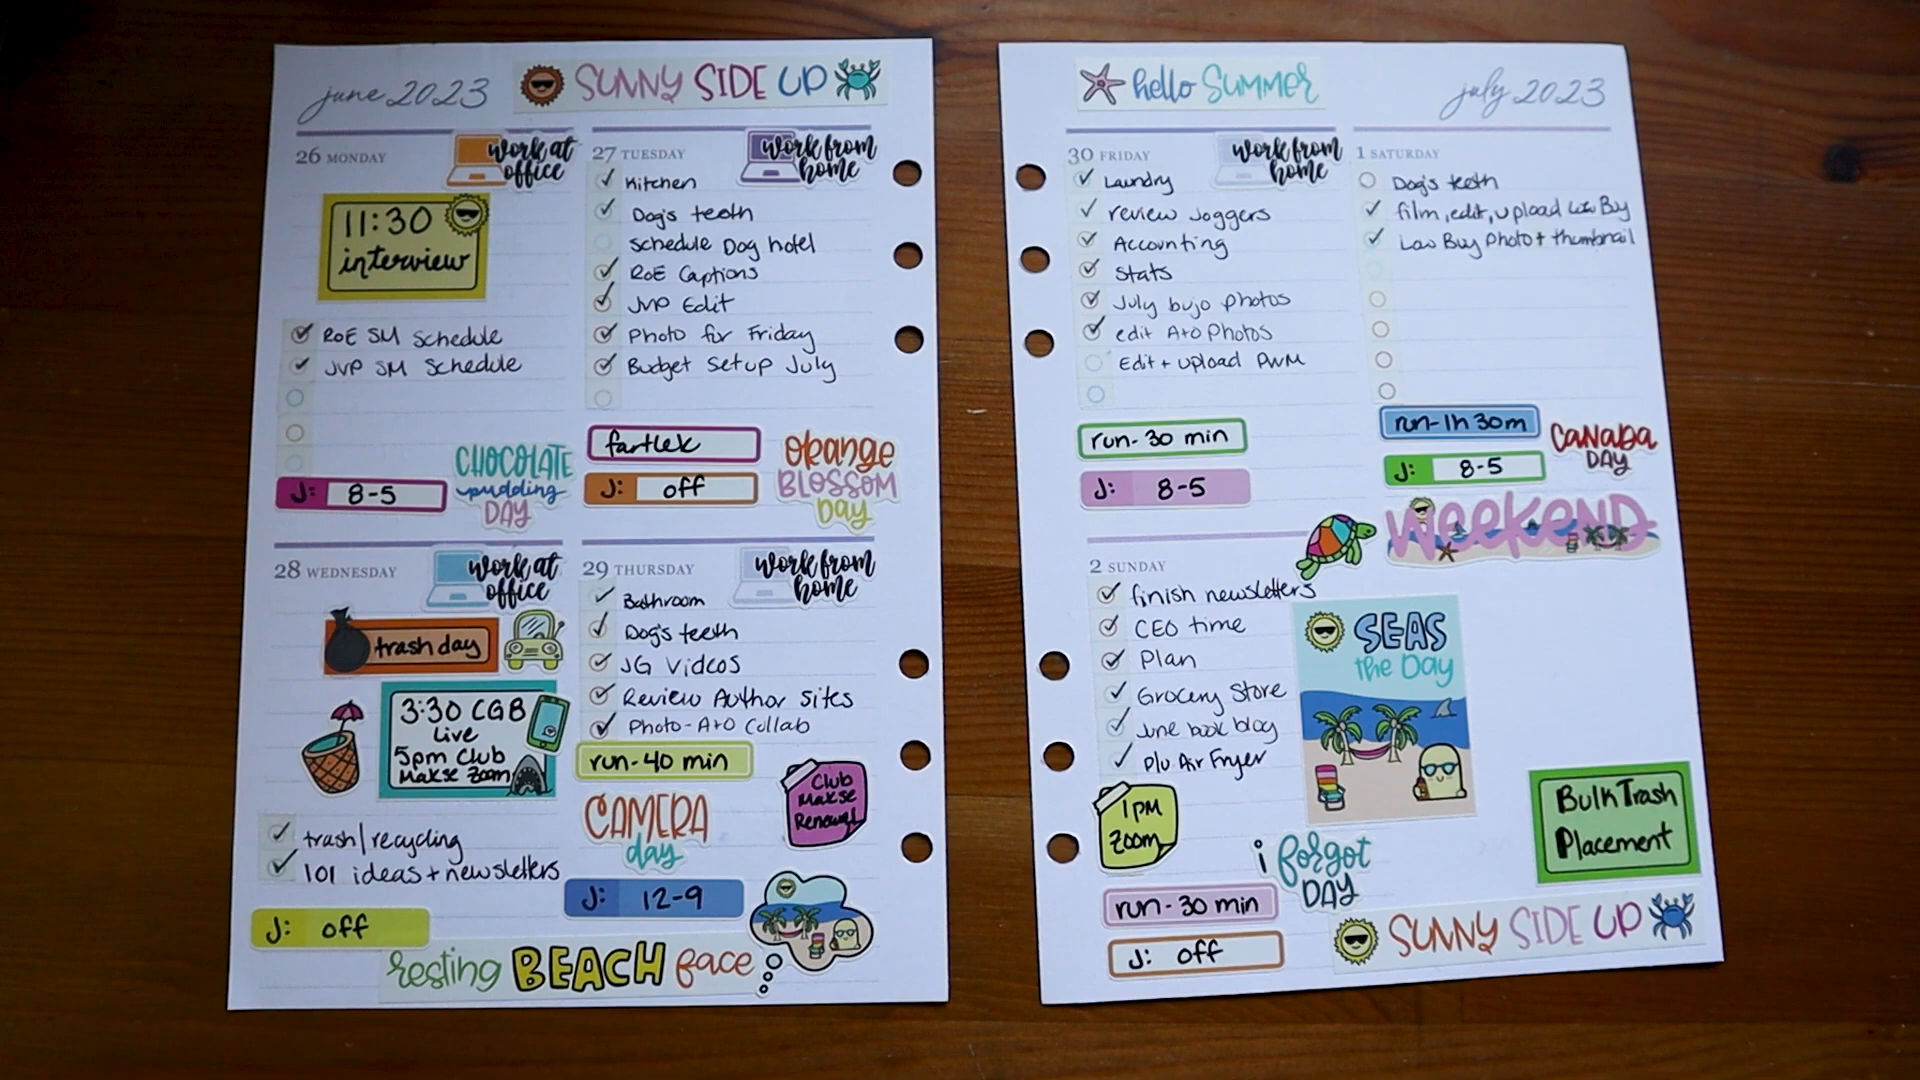 june 2023
SUNNY SIDE UP
26 MONDAY
work at
office
11:30
interview
RoE SM Schedule
JVP SM Schedule
CHOCOLATE
pudding
DAY
J: 8-5
27 TUESDAY
work from
home
Kitchen
Dog's teeth
Schedule Dog hotel
RoE Captions
JVP Edit
Photo for Friday
Budget Setup July
fartlek
J: off
ORANGE
BLOSSOM
DAY
28 WEDNESDAY
work at
office
trash day
3:30 CGB
Live
5pm Club
Makse Zoom
trash/recycling
101 ideas + newsletters
J: off
29 THURSDAY
work from
home
Bathroom
Dog's teeth
JG Videos
Review Author Sites
Photo - A+O Collab
run - 40 min
CAMERA
day
Club
Makse
Renewal
J: 12-9
resting BEACH face
hello SUMMER
july 2023
30 FRIDAY
work from
home
Laundry
review Joggers
Accounting
Stats
July bujo photos
edit A+O Photos
Edit + Upload PWM
run - 30 min
J: 8-5
1 SATURDAY
Dog's teeth
film, edit, upload Low Buy
Low Buy Photo + thumbnail
run - 1h 30m
J: 8-5
CANADA
DAY
WEEKEND
2 SUNDAY
finish newsletters
CEO time
Plan
Grocery Store
June book blog
p/u Air Fryer
SEAS
the DAY
1PM
Zoom
i forgot
DAY
run - 30 min
J: off
Bulk Trash
Placement
SUNNY SIDE UP